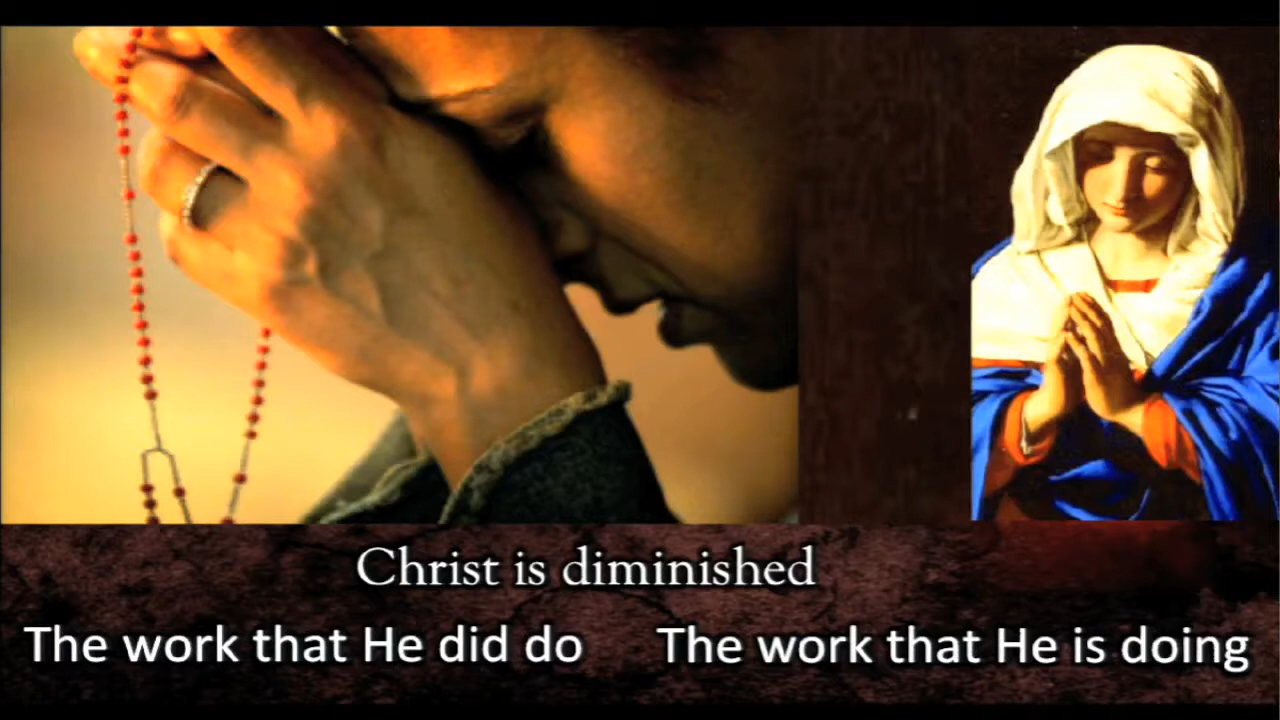 Christ is diminished
The work that He did do
The work that He is doing